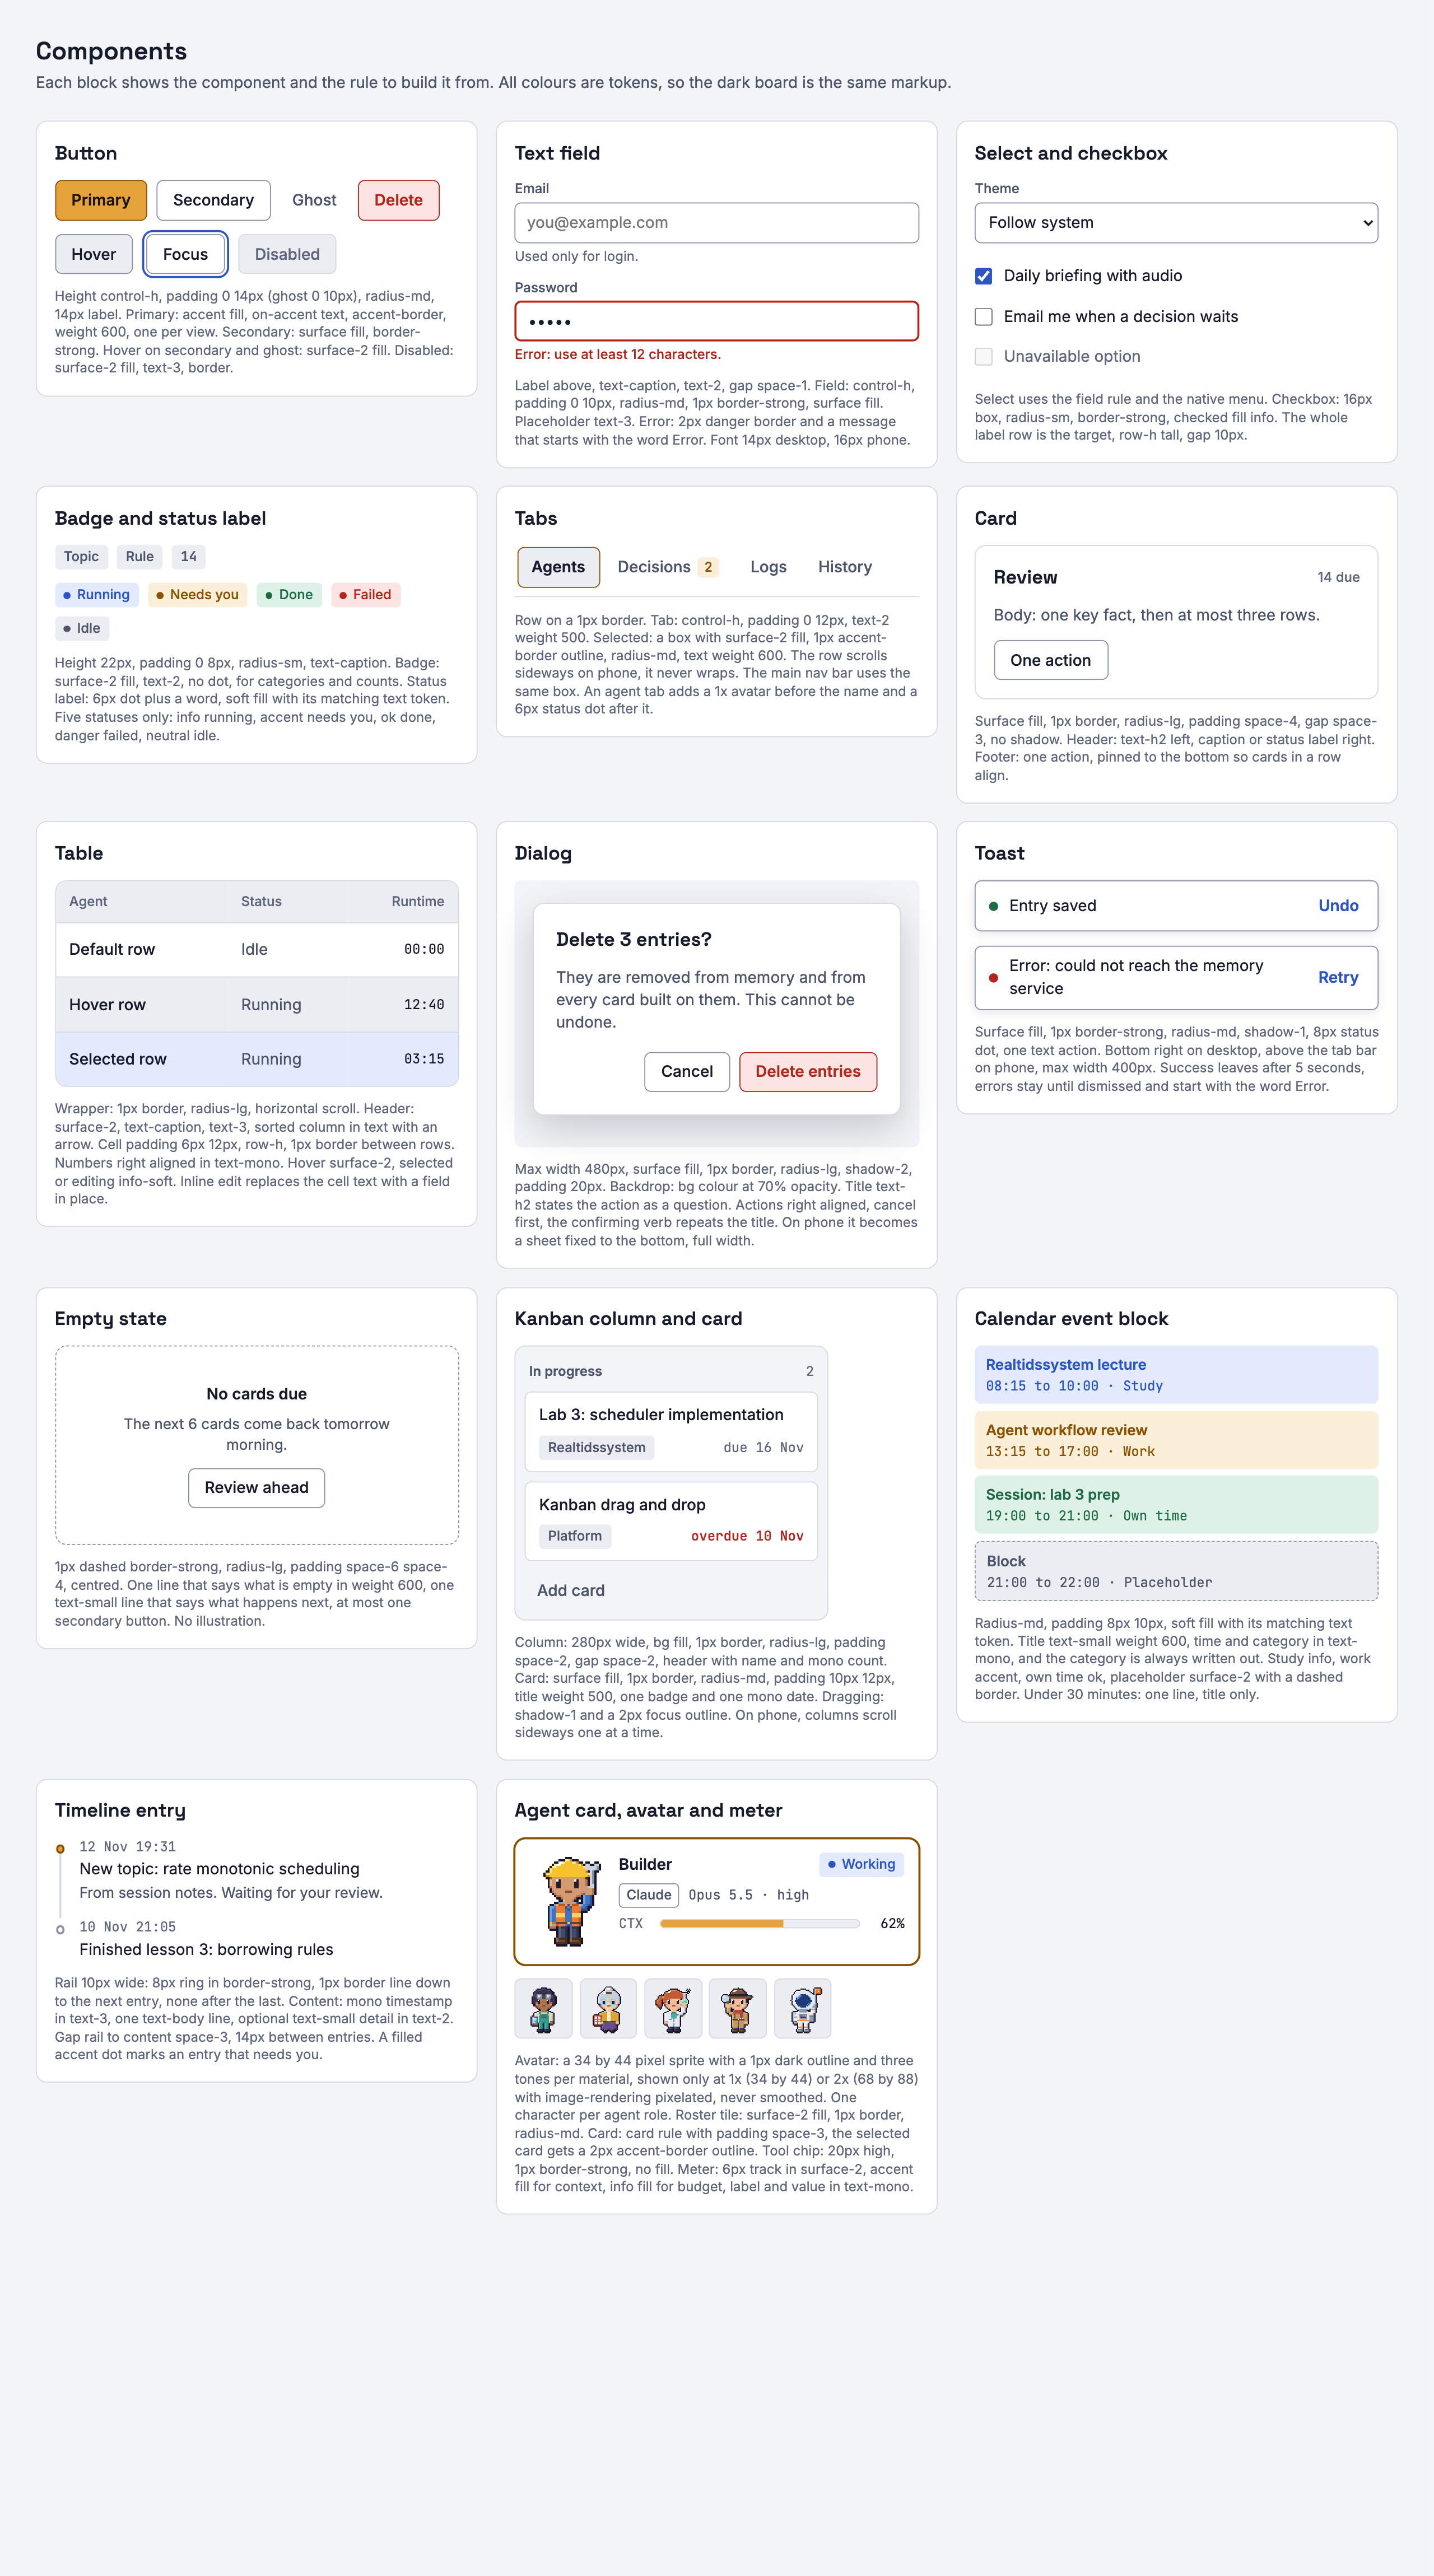 Components
Each block shows the component and the rule to build it from. All colours are tokens, so the dark board is the same markup.
Button
Primary
Secondary
Ghost
Delete
Hover
Focus
Disabled
Height control-h, padding 0 14px (ghost 0 10px), radius-md,
14px label. Primary: accent fill, on-accent text, accent-border,
weight 600, one per view. Secondary: surface fill, border-
strong. Hover on secondary and ghost: surface-2 fill. Disabled:
surface-2 fill, text-3, border.
Text field
Email
you@example.com
Used only for login.
Password
•••••
Error: use at least 12 characters.
Label above, text-caption, text-2, gap space-1. Field: control-h,
padding 0 10px, radius-md, 1px border-strong, surface fill.
Placeholder text-3. Error: 2px danger border and a message
that starts with the word Error. Font 14px desktop, 16px phone.
Select and checkbox
Theme
Follow system
Daily briefing with audio
Email me when a decision waits
Unavailable option
Select uses the field rule and the native menu. Checkbox: 16px
box, radius-sm, border-strong, checked fill info. The whole
label row is the target, row-h tall, gap 10px.
Badge and status label
Topic
Rule
14
Running
Needs you
Done
Failed
Idle
Height 22px, padding 0 8px, radius-sm, text-caption. Badge:
surface-2 fill, text-2, no dot, for categories and counts. Status
label: 6px dot plus a word, soft fill with its matching text token.
Five statuses only: info running, accent needs you, ok done,
danger failed, neutral idle.
Tabs
Agents
Decisions 2
Logs
History
Row on a 1px border. Tab: control-h, padding 0 12px, text-2
weight 500. Selected: a box with surface-2 fill, 1px accent-
border outline, radius-md, text weight 600. The row scrolls
sideways on phone, it never wraps. The main nav bar uses the
same box. An agent tab adds a 1x avatar before the name and a
6px status dot after it.
Card
Review
14 due
Body: one key fact, then at most three rows.
One action
Surface fill, 1px border, radius-lg, padding space-4, gap space-
3, no shadow. Header: text-h2 left, caption or status label right.
Footer: one action, pinned to the bottom so cards in a row
align.
Table
Agent Status Runtime
Default row Idle 00:00
Hover row Running 12:40
Selected row Running 03:15
Wrapper: 1px border, radius-lg, horizontal scroll. Header:
surface-2, text-caption, text-3, sorted column in text with an
arrow. Cell padding 6px 12px, row-h, 1px border between rows.
Numbers right aligned in text-mono. Hover surface-2, selected
or editing info-soft. Inline edit replaces the cell text with a field
in place.
Dialog
Delete 3 entries?
They are removed from memory and from
every card built on them. This cannot be
undone.
Cancel
Delete entries
Max width 480px, surface fill, 1px border, radius-lg, shadow-2,
padding 20px. Backdrop: bg colour at 70% opacity. Title text-
h2 states the action as a question. Actions right aligned, cancel
first, the confirming verb repeats the title. On phone it becomes
a sheet fixed to the bottom, full width.
Toast
Entry saved
Undo
Error: could not reach the memory
service
Retry
Surface fill, 1px border-strong, radius-md, shadow-1, 8px status
dot, one text action. Bottom right on desktop, above the tab bar
on phone, max width 400px. Success leaves after 5 seconds,
errors stay until dismissed and start with the word Error.
Empty state
No cards due
The next 6 cards come back tomorrow
morning.
Review ahead
1px dashed border-strong, radius-lg, padding space-6 space-
4, centred. One line that says what is empty in weight 600, one
text-small line that says what happens next, at most one
secondary button. No illustration.
Kanban column and card
In progress
2
Lab 3: scheduler implementation
Realtidssystem
due 16 Nov
Kanban drag and drop
Platform
overdue 10 Nov
Add card
Column: 280px wide, bg fill, 1px border, radius-lg, padding
space-2, gap space-2, header with name and mono count.
Card: surface fill, 1px border, radius-md, padding 10px 12px,
title weight 500, one badge and one mono date. Dragging:
shadow-1 and a 2px focus outline. On phone, columns scroll
sideways one at a time.
Calendar event block
Realtidssystem lecture
08:15 to 10:00 · Study
Agent workflow review
13:15 to 17:00 · Work
Session: lab 3 prep
19:00 to 21:00 · Own time
Block
21:00 to 22:00 · Placeholder
Radius-md, padding 8px 10px, soft fill with its matching text
token. Title text-small weight 600, time and category in text-
mono, and the category is always written out. Study info, work
accent, own time ok, placeholder surface-2 with a dashed
border. Under 30 minutes: one line, title only.
Timeline entry
12 Nov 19:31
New topic: rate monotonic scheduling
From session notes. Waiting for your review.
10 Nov 21:05
Finished lesson 3: borrowing rules
Rail 10px wide: 8px ring in border-strong, 1px border line down
to the next entry, none after the last. Content: mono timestamp
in text-3, one text-body line, optional text-small detail in text-2.
Gap rail to content space-3, 14px between entries. A filled
accent dot marks an entry that needs you.
Agent card, avatar and meter
Builder
Working
Claude
Opus 5.5 · high
CTX
62%
Avatar: a 34 by 44 pixel sprite with a 1px dark outline and three
tones per material, shown only at 1x (34 by 44) or 2x (68 by 88)
with image-rendering pixelated, never smoothed. One
character per agent role. Roster tile: surface-2 fill, 1px border,
radius-md. Card: card rule with padding space-3, the selected
card gets a 2px accent-border outline. Tool chip: 20px high,
1px border-strong, no fill. Meter: 6px track in surface-2, accent
fill for context, info fill for budget, label and value in text-mono.